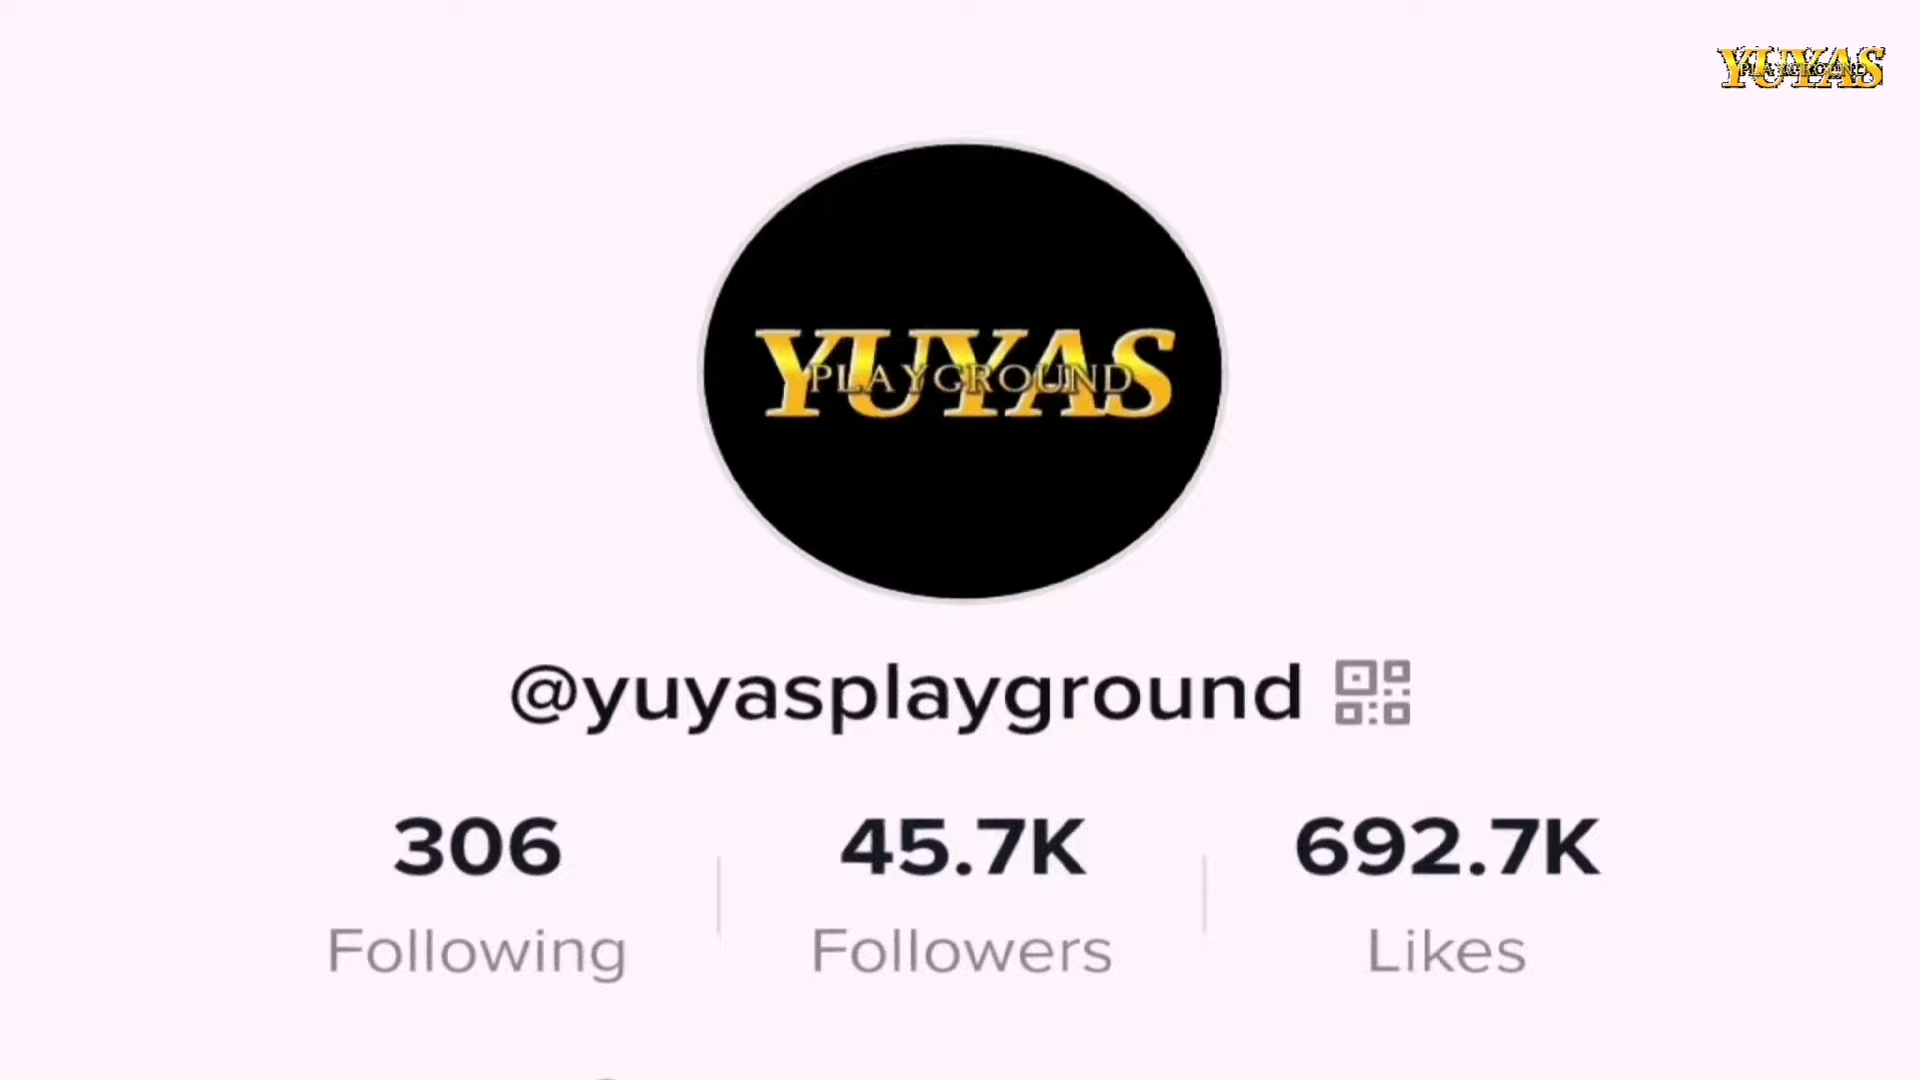 YUYAS
PLAYGROUND
YUYAS
PLAYGROUND
@yuyasplayground
306
45.7K
692.7K
Following
Followers
Likes